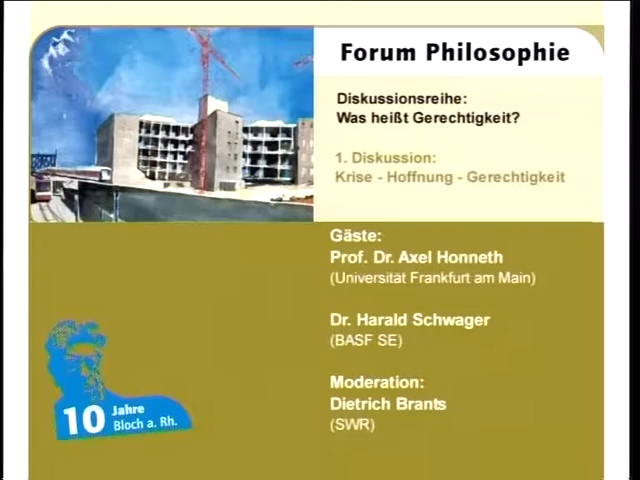 Forum Philosophie
Diskussionsreihe:
Was heißt Gerechtigkeit?
1. Diskussion:
Krise - Hoffnung - Gerechtigkeit
Gäste:
Prof. Dr. Axel Honneth
(Universität Frankfurt am Main)
Dr. Harald Schwager
(BASF SE)
Moderation:
Dietrich Brants
(SWR)
10 Jahre
Bloch a. Rh.